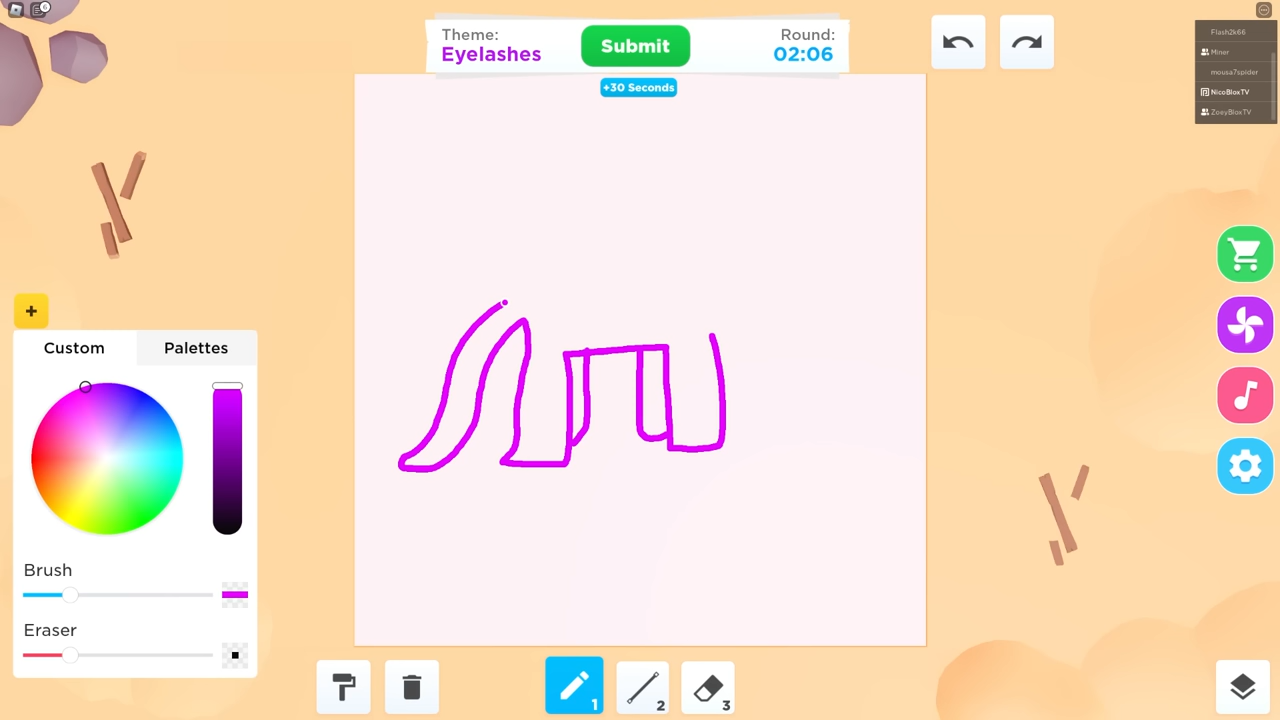 6
Theme:
Eyelashes
Submit
Round:
02:06
+30 Seconds
Flash2k66
Miner
mousa7spider
NicoBloxTV
ZoeyBloxTV
+
Custom
Palettes
Brush
Eraser
1
2
3